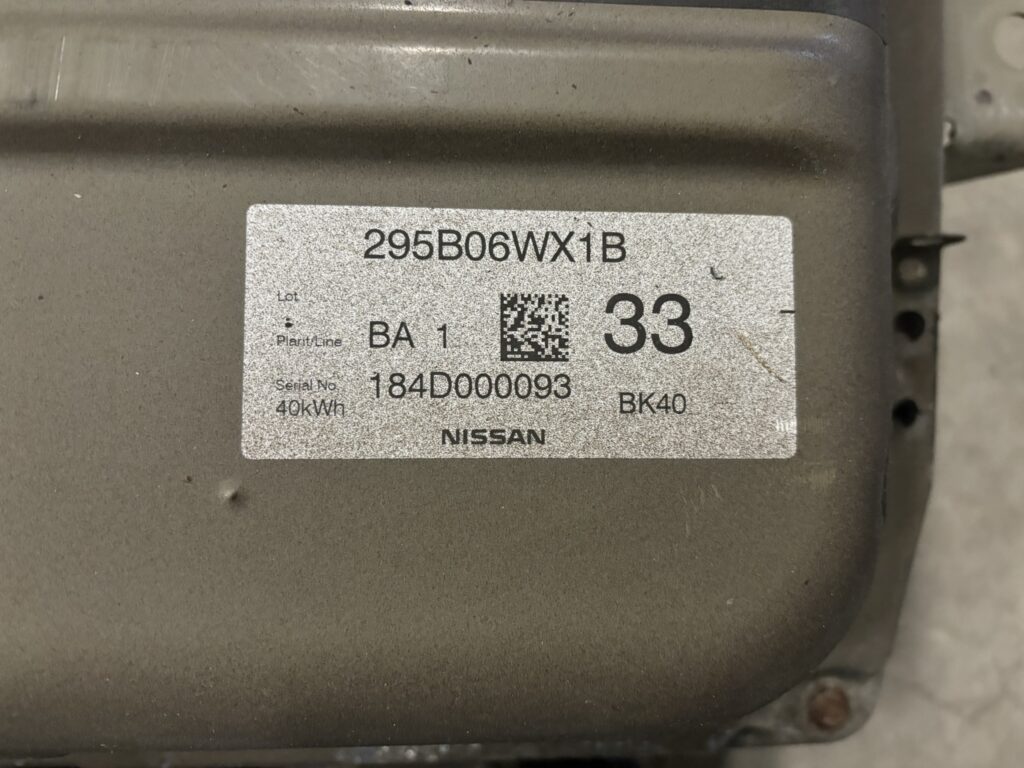 295B06WX1B
Lot
Plant/Line BA 1 33
Serial No. 184D000093
40kWh BK40
NISSAN